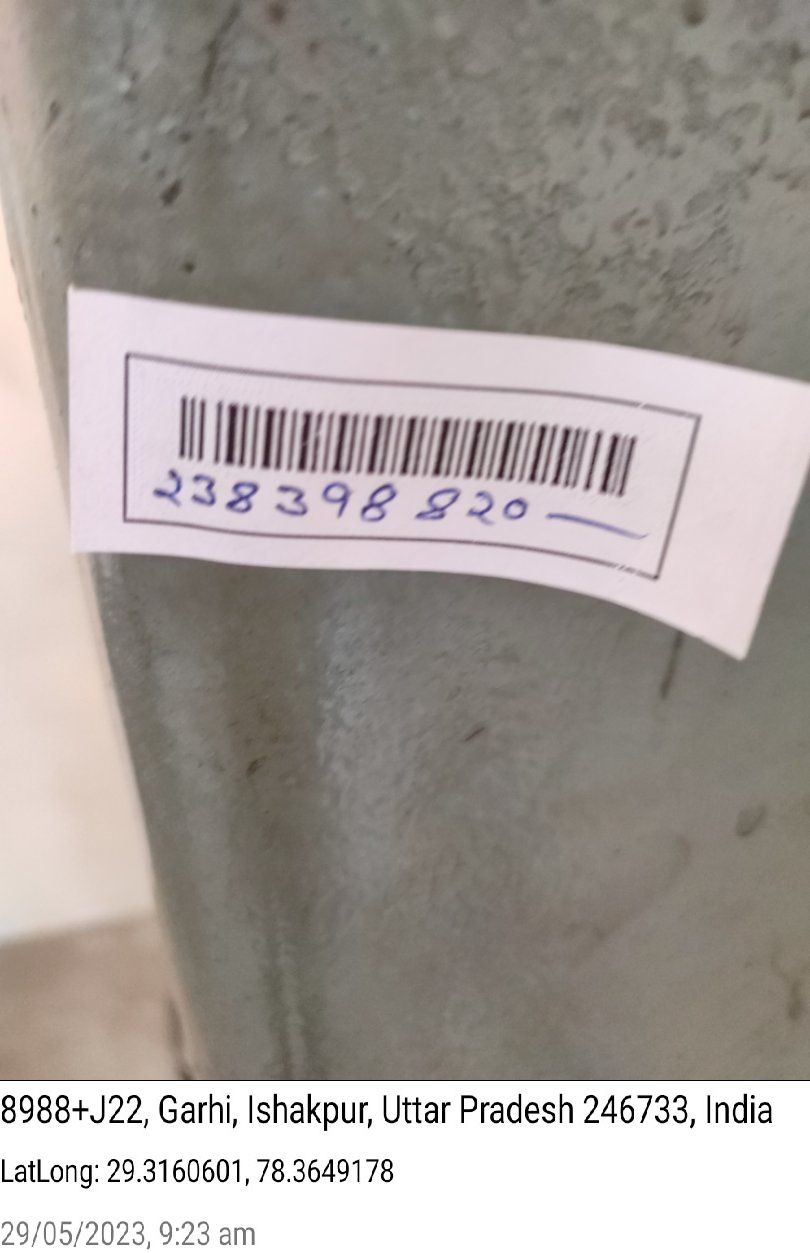 238398820
8988+J22, Garhi, Ishakpur, Uttar Pradesh 246733, India
LatLong: 29.3160601, 78.3649178
29/05/2023, 9:23 am